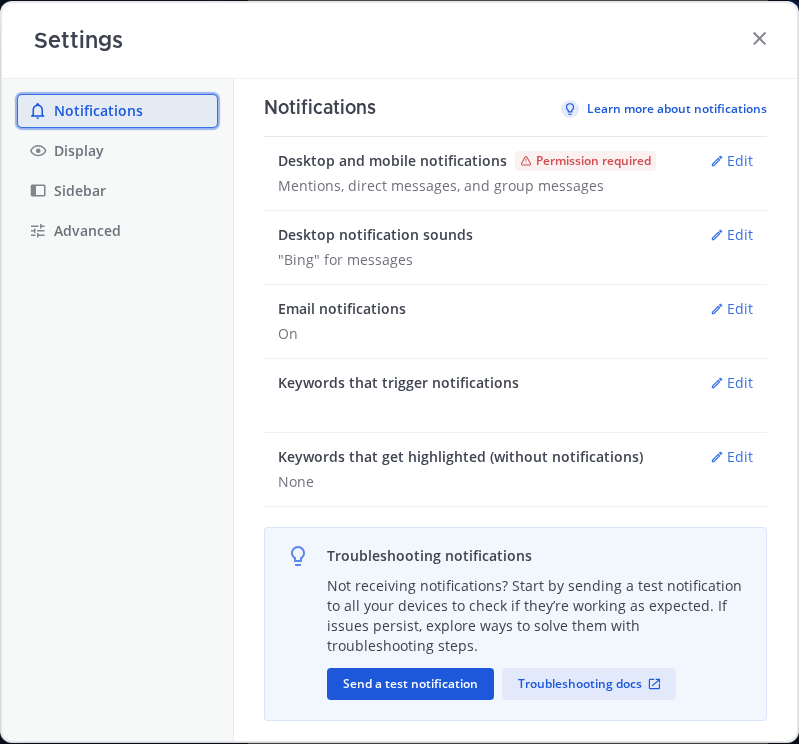 Settings
Notifications
Display
Sidebar
Advanced
Notifications
Learn more about notifications
Desktop and mobile notifications Permission required Edit
Mentions, direct messages, and group messages
Desktop notification sounds Edit
"Bing" for messages
Email notifications Edit
On
Keywords that trigger notifications Edit
Keywords that get highlighted (without notifications) Edit
None
Troubleshooting notifications
Not receiving notifications? Start by sending a test notification
to all your devices to check if they’re working as expected. If
issues persist, explore ways to solve them with
troubleshooting steps.
Send a test notification Troubleshooting docs